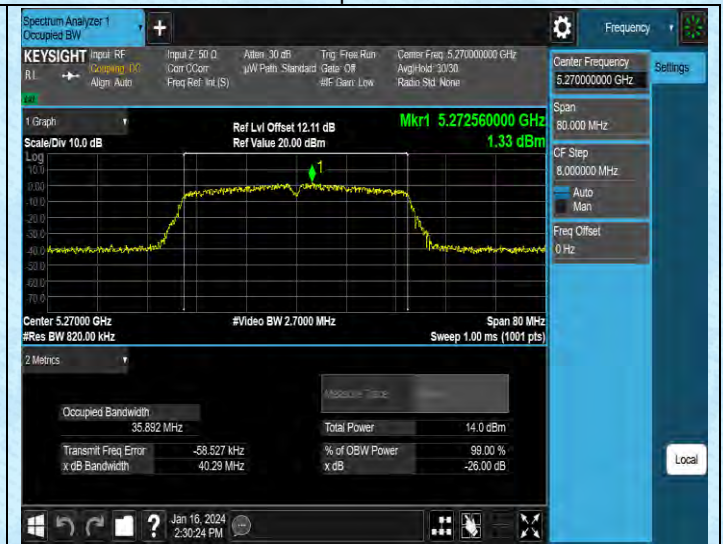 Spectrum Analyzer 1
Occupied BW
Frequency
KEYSIGHT
RL
Input: RF
Coupling: DC
Align: Auto
Input Z: 50 Ω
Corr CCorr
Freq Ref: Int (S)
Atten: 30 dB
µW Path: Standard
Trig: Free Run
Gate: Off
#IF Gain: Low
Center Freq: 5.270000000 GHz
Avg|Hold: 30/30
Radio Std: None
Center Frequency
5.270000000 GHz
Settings
Span
80.000 MHz
CF Step
8.000000 MHz
Auto
Man
Freq Offset
0 Hz
1 Graph
Scale/Div 10.0 dB
Ref Lvl Offset 12.11 dB
Ref Value 20.00 dBm
Mkr1 5.272560000 GHz
1.33 dBm
Log
10.0
0.00
-10.0
-20.0
-30.0
-40.0
-50.0
-60.0
-70.0
1
Center 5.27000 GHz
#Res BW 820.00 kHz
#Video BW 2.7000 MHz
Span 80 MHz
Sweep 1.00 ms (1001 pts)
2 Metrics
Measure Trace
Occupied Bandwidth
35.892 MHz
Total Power 14.0 dBm
Transmit Freq Error -58.527 kHz
% of OBW Power 99.00 %
x dB Bandwidth 40.29 MHz
x dB -26.00 dB
Local
?
Jan 16, 2024
2:30:24 PM